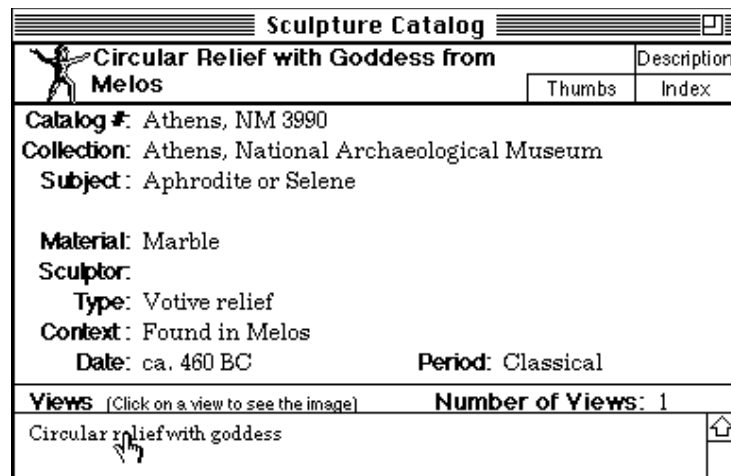 Sculpture Catalog
Circular Relief with Goddess from
Melos
Description
Thumbs
Index
Catalog #: Athens, NM 3990
Collection: Athens, National Archaeological Museum
Subject: Aphrodite or Selene
Material: Marble
Sculptor:
Type: Votive relief
Context: Found in Melos
Date: ca. 460 BC
Period: Classical
Views (Click on a view to see the image)
Number of Views: 1
Circular relief with goddess